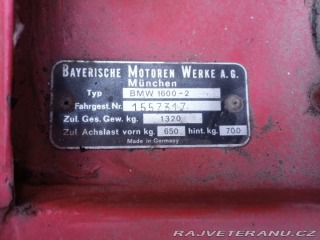 BAYERISCHE MOTOREN WERKE A.G.
München
Typ BMW 1600-2
Fahrgest.Nr. 1557317
Zul. Ges. Gew. kg. 1320
Zul. Achslast vorn kg. 650 hint. kg. 700
Made in Germany
RAJVETERANU.CZ